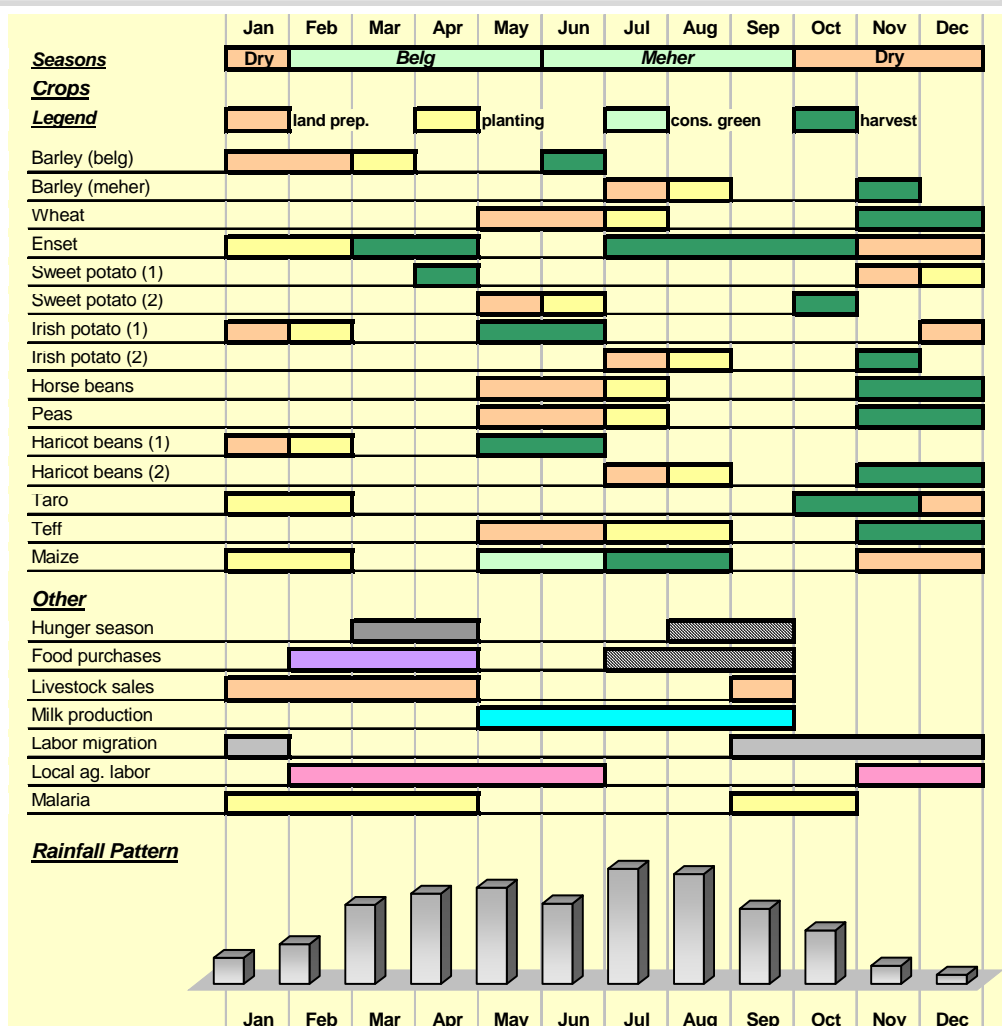 Jan Feb Mar Apr May Jun Jul Aug Sep Oct Nov Dec
Seasons Dry Belg Meher Dry
Crops
Legend land prep. planting cons. green harvest
Barley (belg)
Barley (meher)
Wheat
Enset
Sweet potato (1)
Sweet potato (2)
Irish potato (1)
Irish potato (2)
Horse beans
Peas
Haricot beans (1)
Haricot beans (2)
Taro
Teff
Maize
Other
Hunger season
Food purchases
Livestock sales
Milk production
Labor migration
Local ag. labor
Malaria
Rainfall Pattern
Jan Feb Mar Apr May Jun Jul Aug Sep Oct Nov Dec